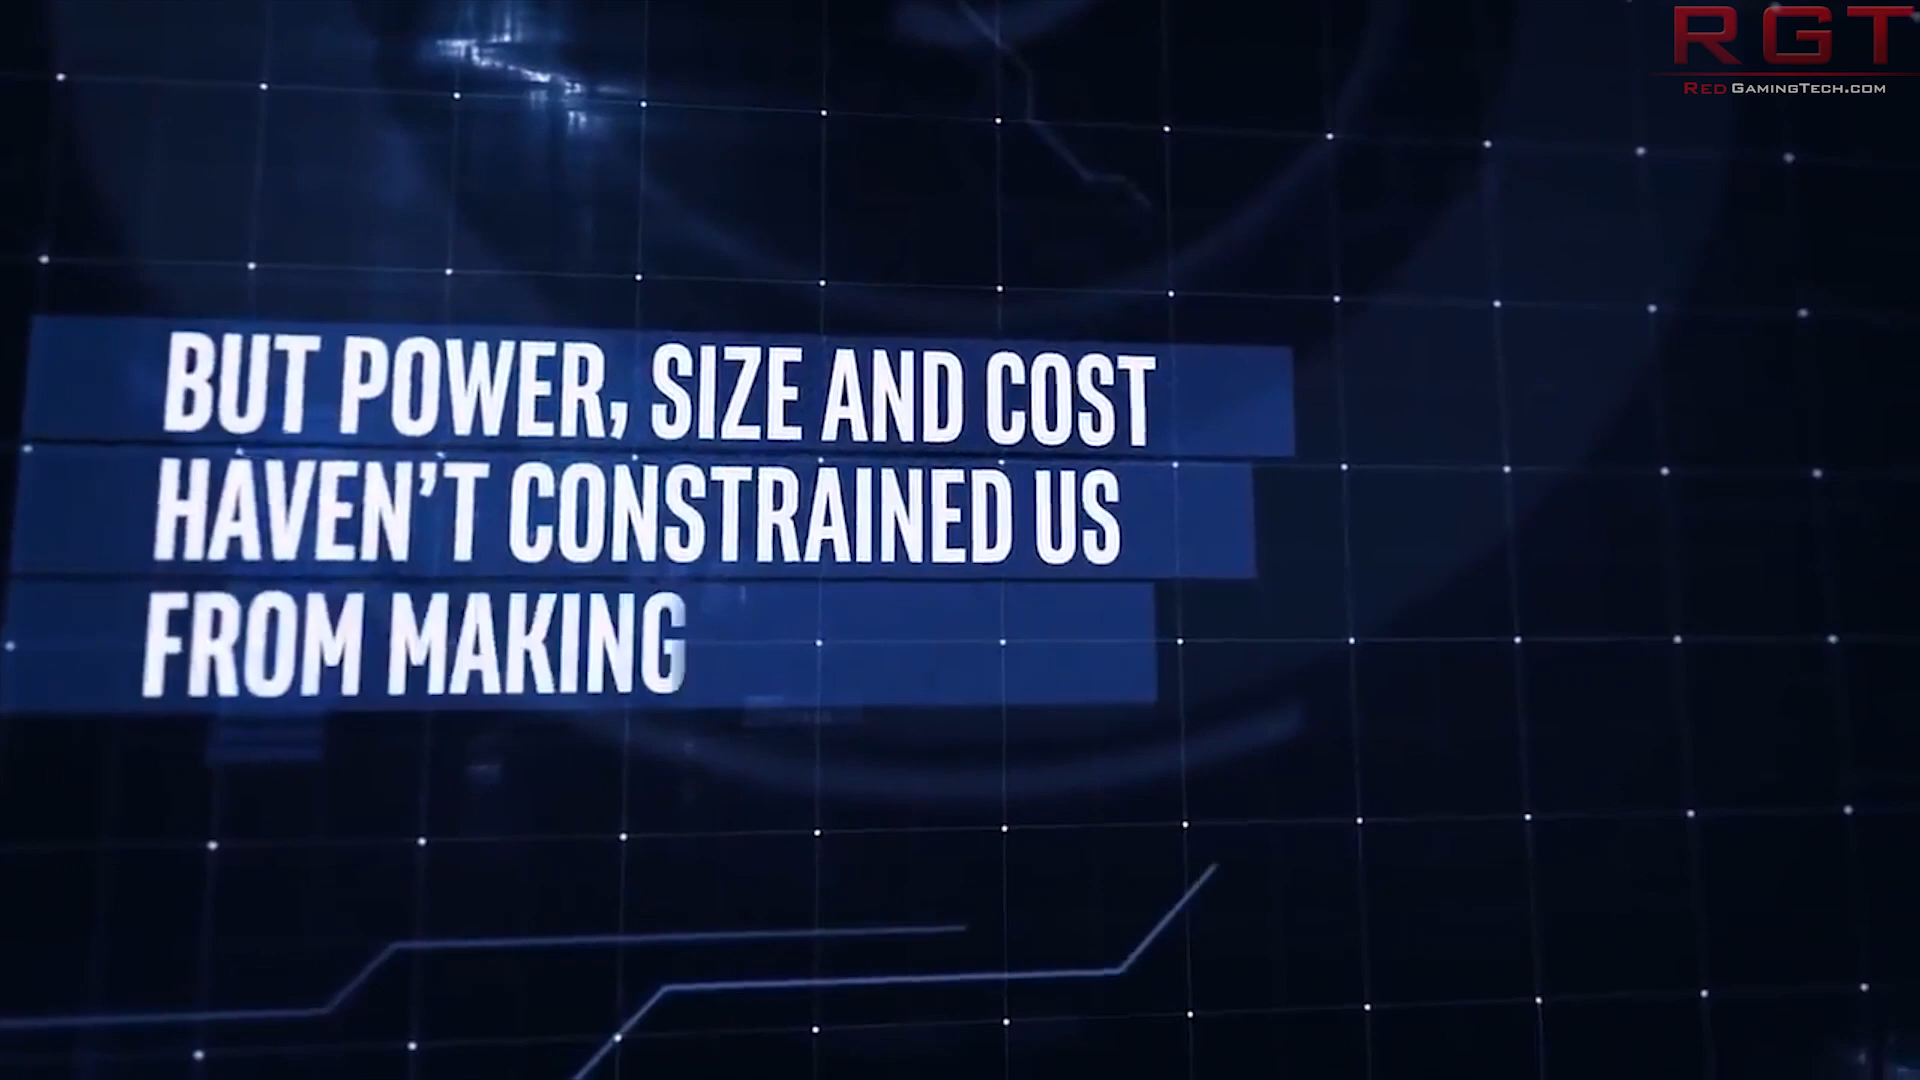 RGT
RED GAMINGTECH.COM
BUT POWER, SIZE AND COST
HAVEN'T CONSTRAINED US
FROM MAKING